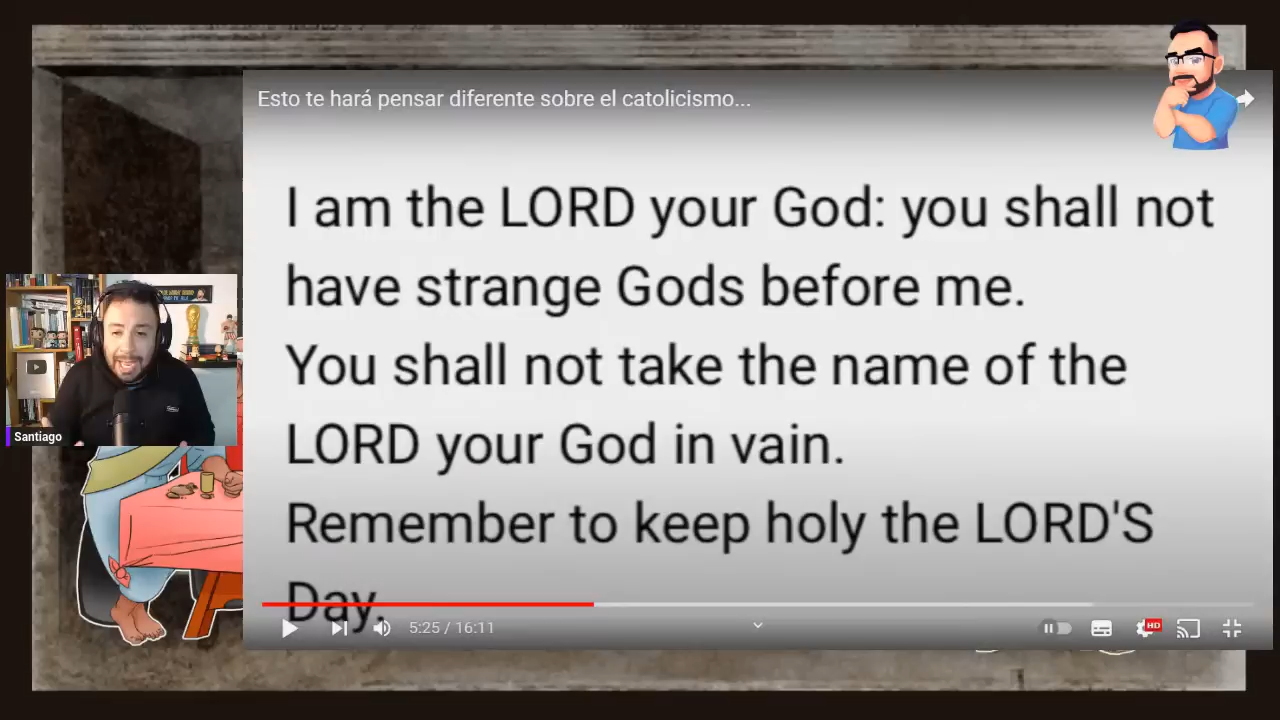 Esto te hará pensar diferente sobre el catolicismo...
I am the LORD your God: you shall not
have strange Gods before me.
You shall not take the name of the
LORD your God in vain.
Remember to keep holy the LORD'S
Day.
Santiago
5:25 / 16:11
HD